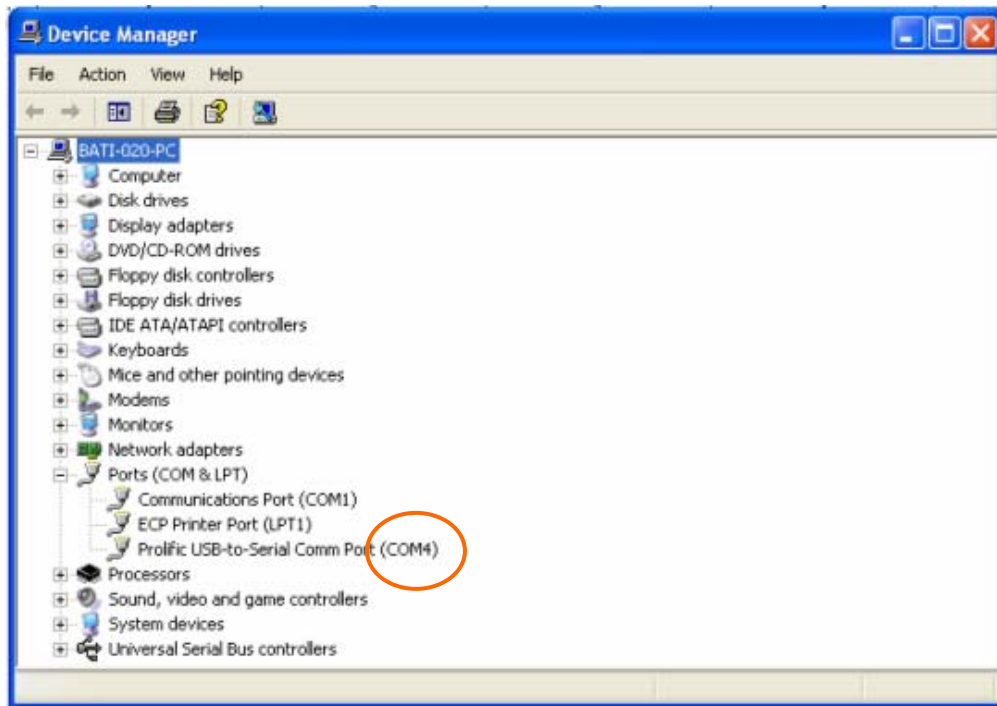 Device Manager
File Action View Help
BATI-020-PC
Computer
Disk drives
Display adapters
DVD/CD-ROM drives
Floppy disk controllers
Floppy disk drives
IDE ATA/ATAPI controllers
Keyboards
Mice and other pointing devices
Modems
Monitors
Network adapters
Ports (COM & LPT)
Communications Port (COM1)
ECP Printer Port (LPT1)
Prolific USB-to-Serial Comm Port (COM4)
Processors
Sound, video and game controllers
System devices
Universal Serial Bus controllers